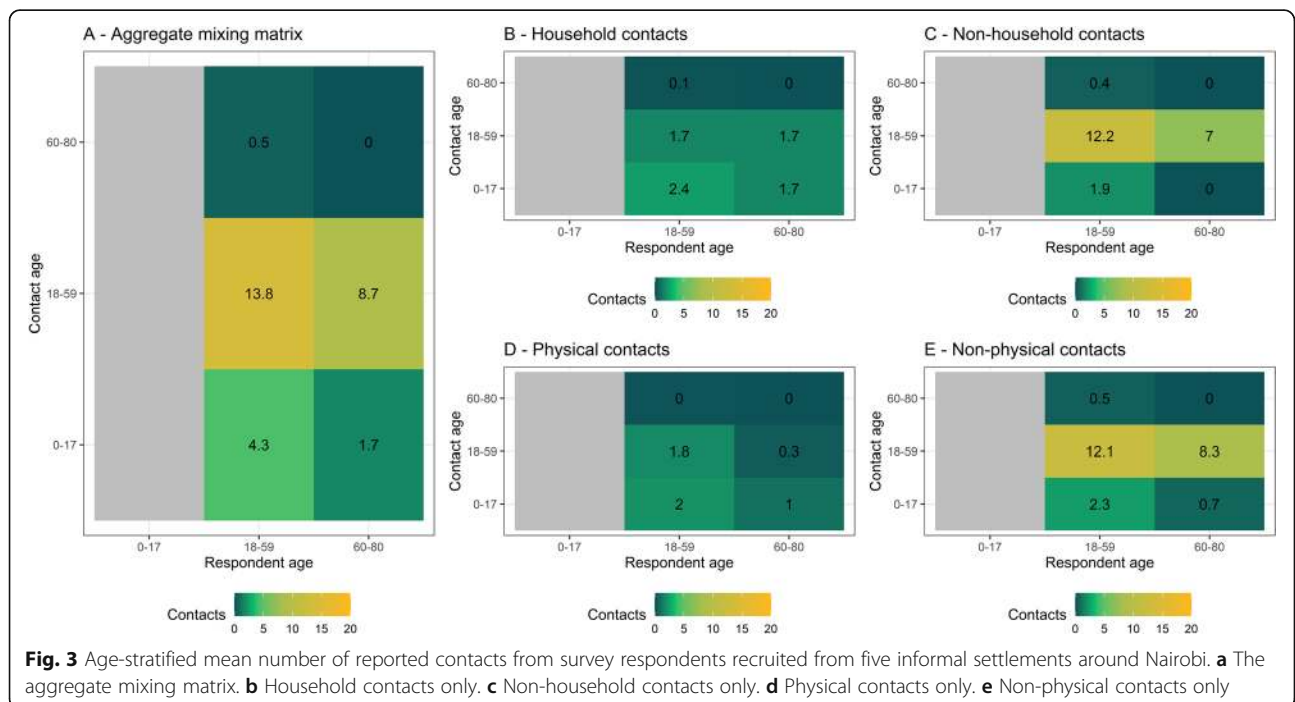 A - Aggregate mixing matrix
Contact age
60-80
18-59
0-17
0.5 0
13.8 8.7
4.3 1.7
0-17 18-59 60-80
Respondent age
Contacts
0 5 10 15 20
B - Household contacts
Contact age
60-80
18-59
0-17
0.1 0
1.7 1.7
2.4 1.7
0-17 18-59 60-80
Respondent age
Contacts
0 5 10 15 20
C - Non-household contacts
Contact age
60-80
18-59
0-17
0.4 0
12.2 7
1.9 0
0-17 18-59 60-80
Respondent age
Contacts
0 5 10 15 20
D - Physical contacts
Contact age
60-80
18-59
0-17
0 0
1.8 0.3
2 1
0-17 18-59 60-80
Respondent age
Contacts
0 5 10 15 20
E - Non-physical contacts
Contact age
60-80
18-59
0-17
0.5 0
12.1 8.3
2.3 0.7
0-17 18-59 60-80
Respondent age
Contacts
0 5 10 15 20
Fig. 3 Age-stratified mean number of reported contacts from survey respondents recruited from five informal settlements around Nairobi. a The
aggregate mixing matrix. b Household contacts only. c Non-household contacts only. d Physical contacts only. e Non-physical contacts only